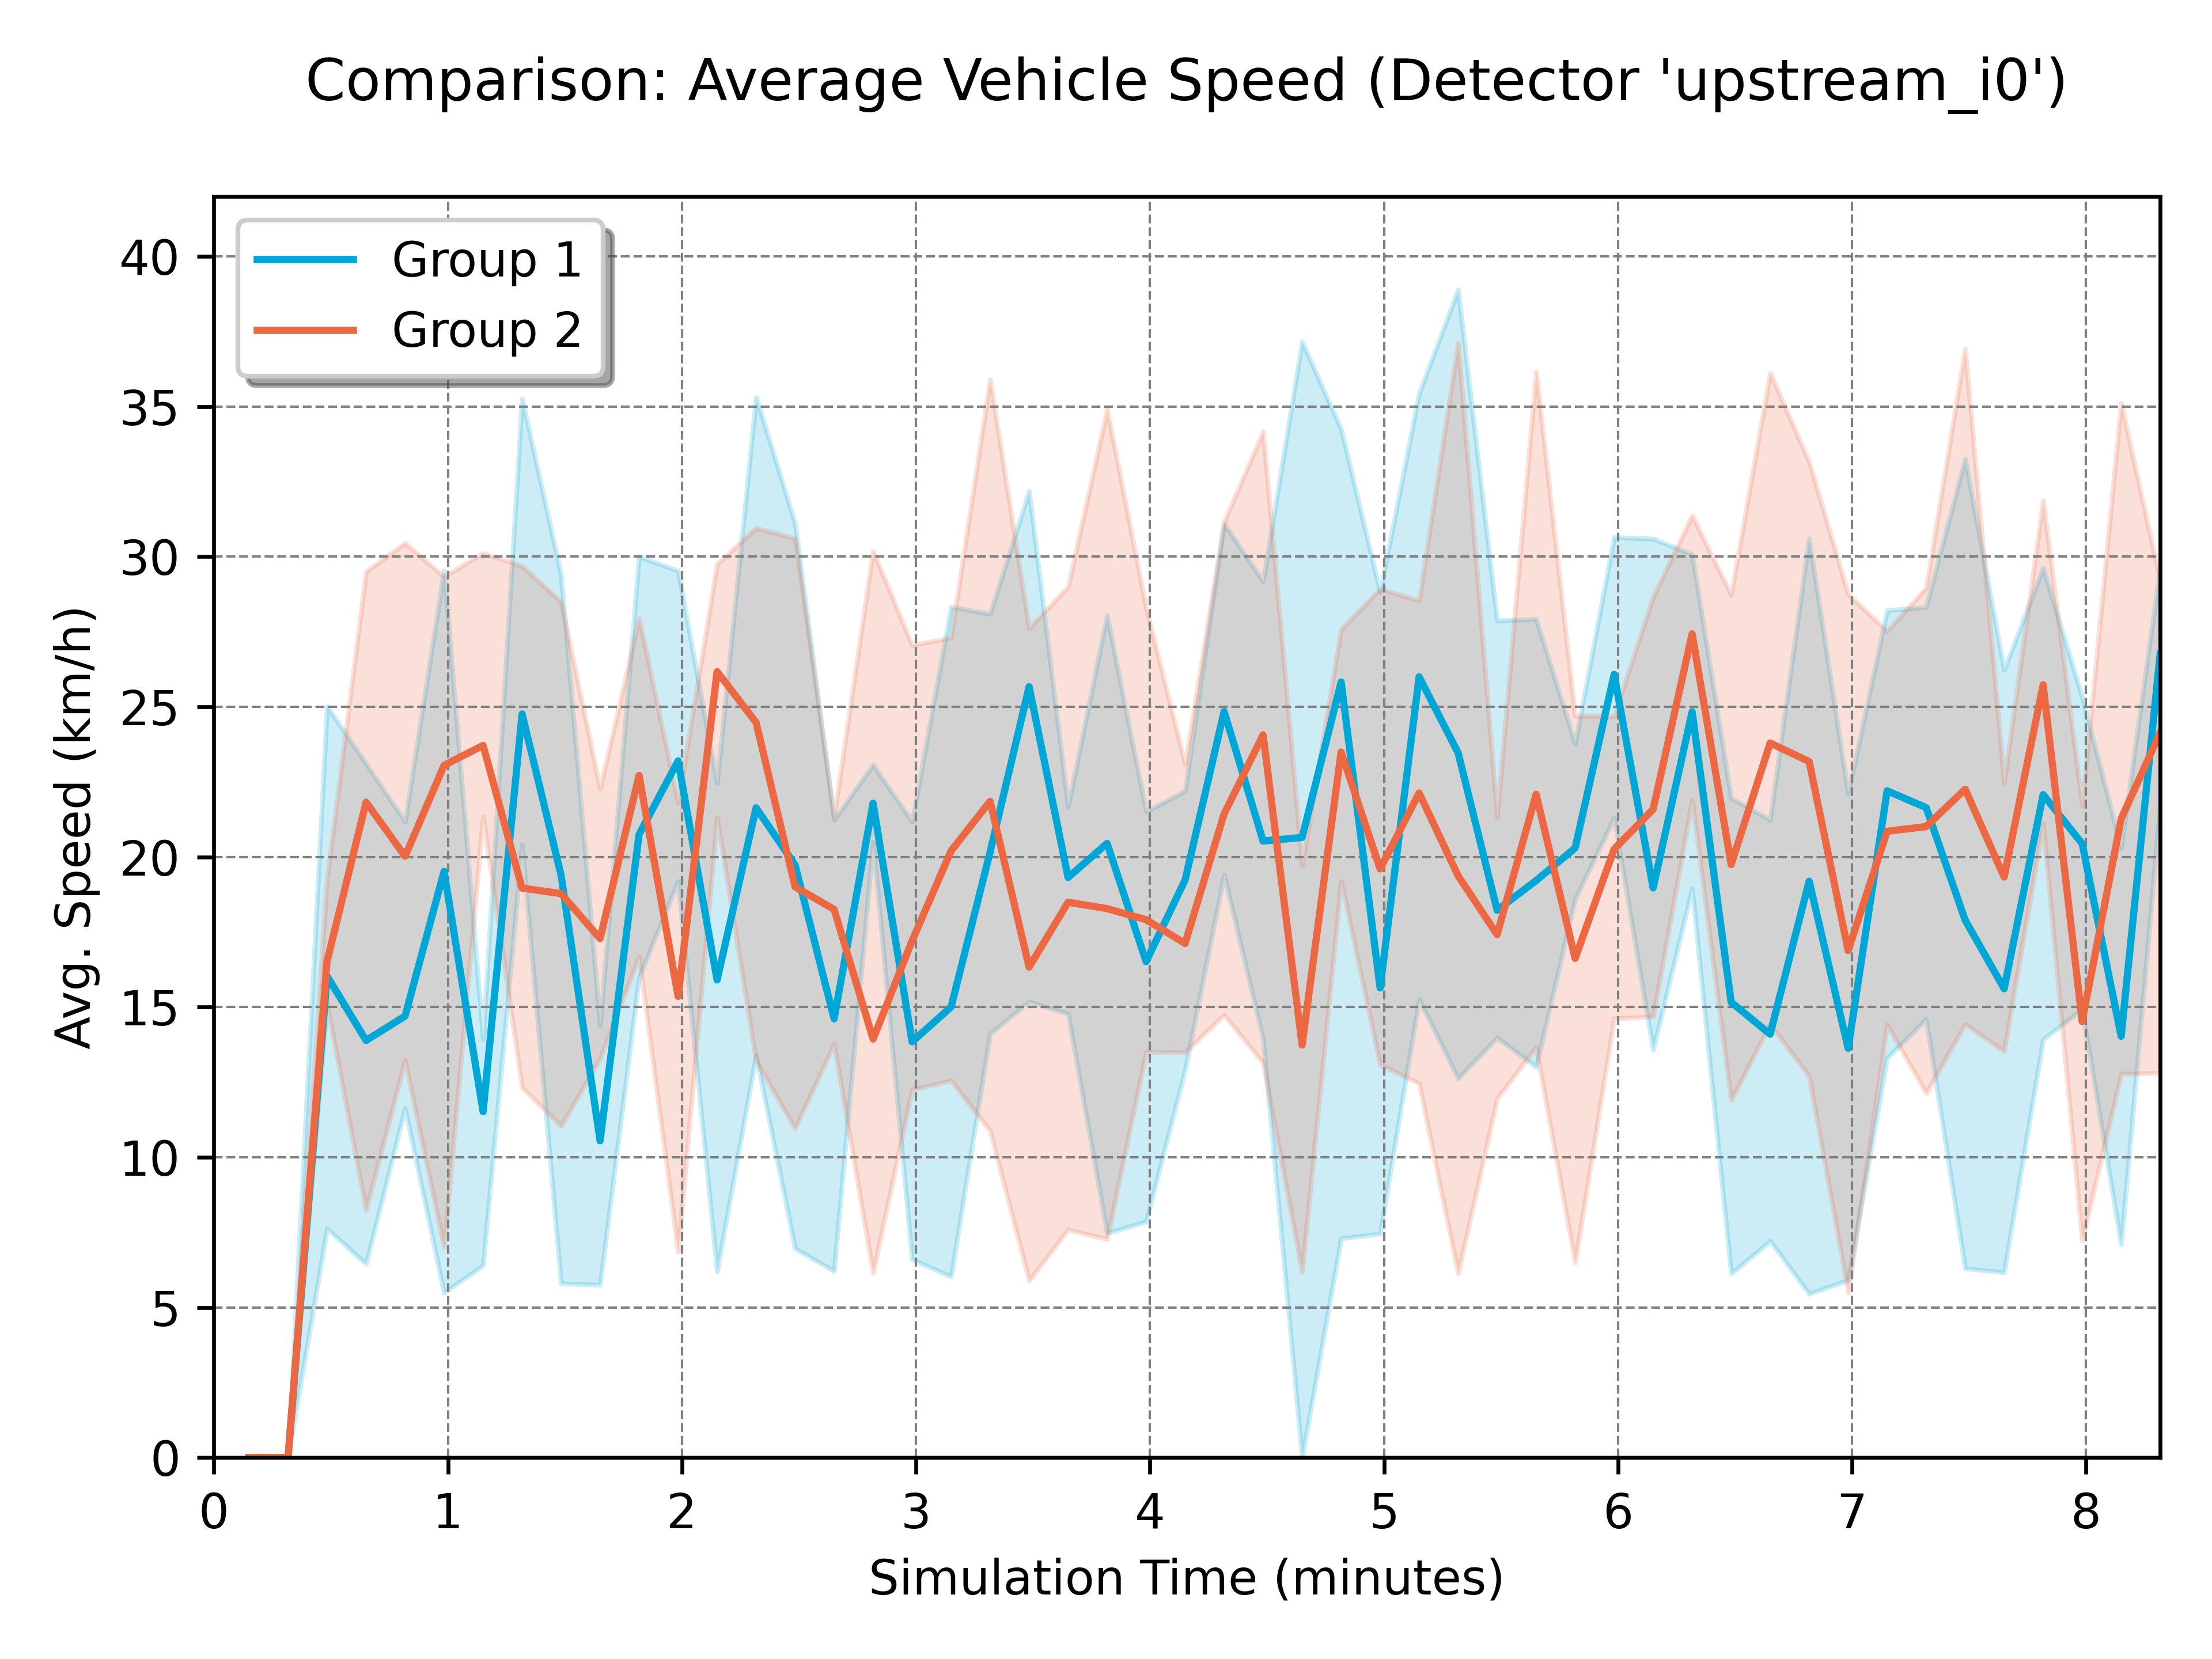 Comparison: Average Vehicle Speed (Detector 'upstream_i0')
Group 1
Group 2
40
35
30
25
20
15
10
5
0
Avg. Speed (km/h)
0 1 2 3 4 5 6 7 8
Simulation Time (minutes)